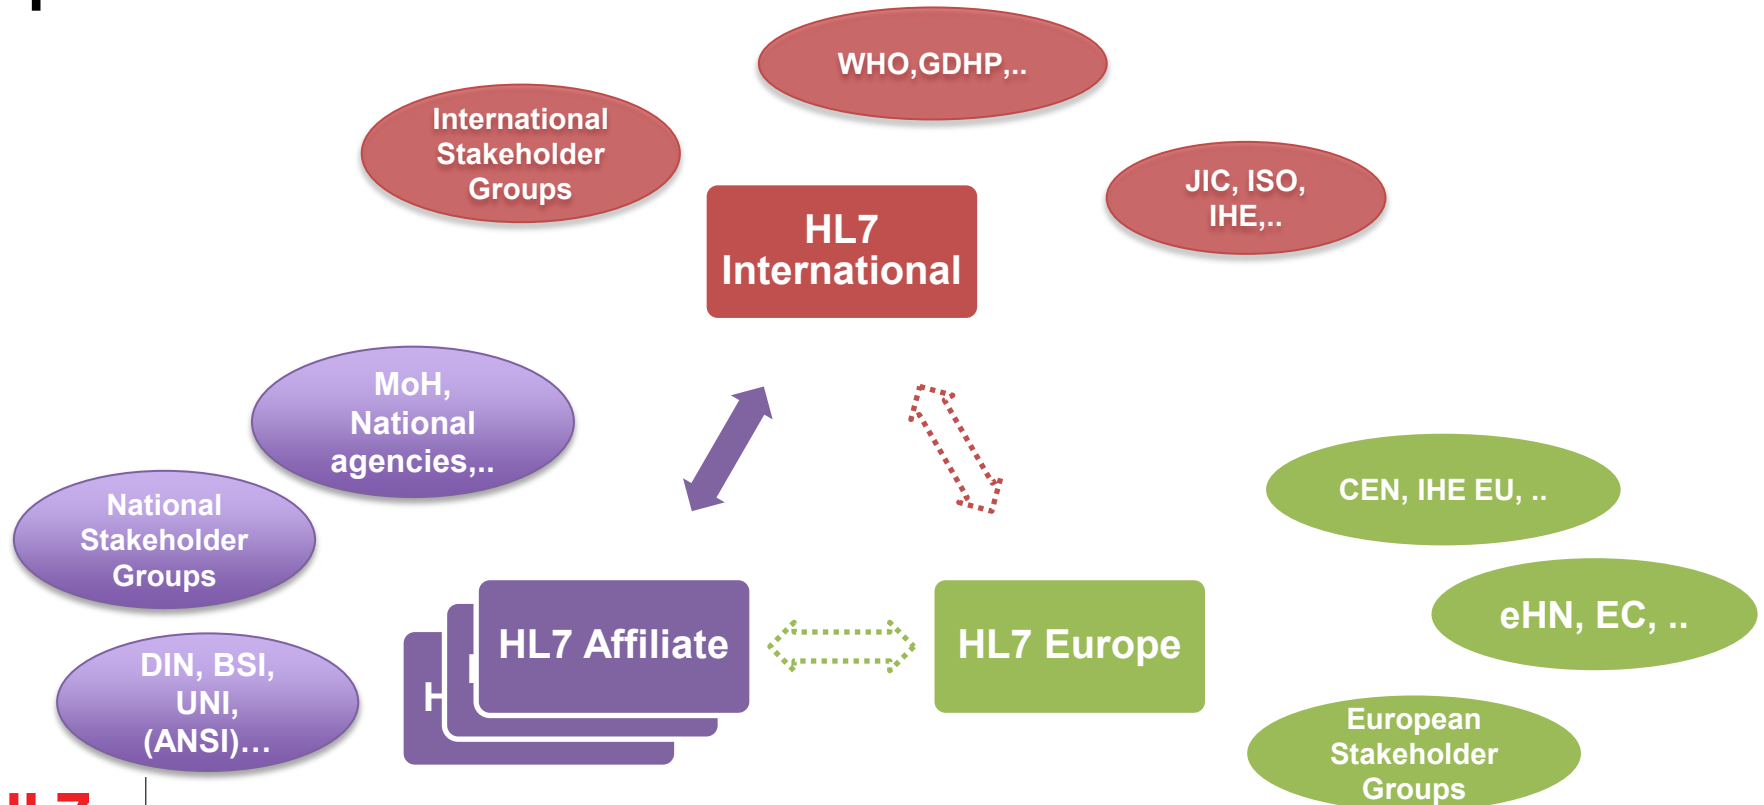 WHO,GDHP,..
International
Stakeholder
Groups
JIC, ISO,
IHE,..
HL7
International
MoH,
National
agencies,..
National
Stakeholder
Groups
DIN, BSI,
UNI,
(ANSI)...
HL7 Affiliate
HL7 Europe
CEN, IHE EU, ..
eHN, EC, ..
European
Stakeholder
Groups